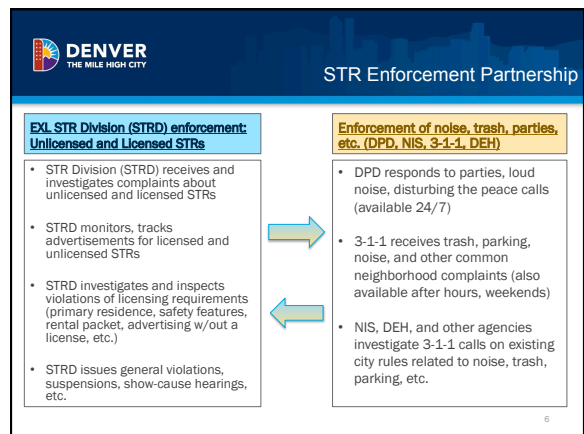 DENVER
THE MILE HIGH CITY
STR Enforcement Partnership
EXL STR Division (STRD) enforcement:
Unlicensed and Licensed STRs
• STR Division (STRD) receives and
investigates complaints about
unlicensed and licensed STRs
• STRD monitors, tracks
advertisements for licensed and
unlicensed STRs
• STRD investigates and inspects
violations of licensing requirements
(primary residence, safety features,
rental packet, advertising w/out a
license, etc.)
• STRD issues general violations,
suspensions, show-cause hearings,
etc.
Enforcement of noise, trash, parties,
etc. (DPD, NIS, 3-1-1, DEH)
• DPD responds to parties, loud
noise, disturbing the peace calls
(available 24/7)
• 3-1-1 receives trash, parking,
noise, and other common
neighborhood complaints (also
available after hours, weekends)
• NIS, DEH, and other agencies
investigate 3-1-1 calls on existing
city rules related to noise, trash,
parking, etc.
6